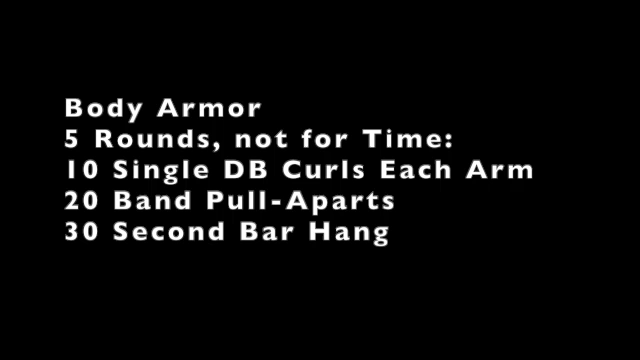 Body Armor
5 Rounds, not for Time:
10 Single DB Curls Each Arm
20 Band Pull-Aparts
30 Second Bar Hang